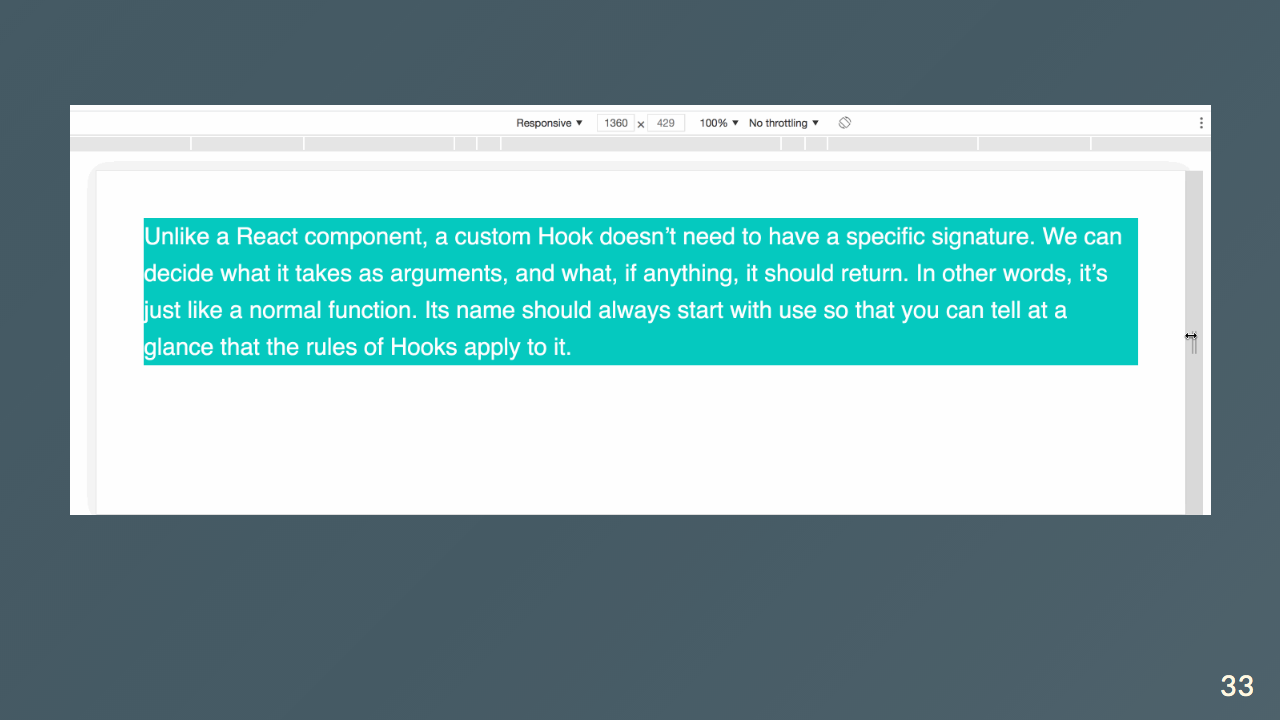 Responsive ▼ 1360 x 429 100% ▼ No throttling ▼
Unlike a React component, a custom Hook doesn’t need to have a specific signature. We can
decide what it takes as arguments, and what, if anything, it should return. In other words, it’s
just like a normal function. Its name should always start with use so that you can tell at a
glance that the rules of Hooks apply to it.
33